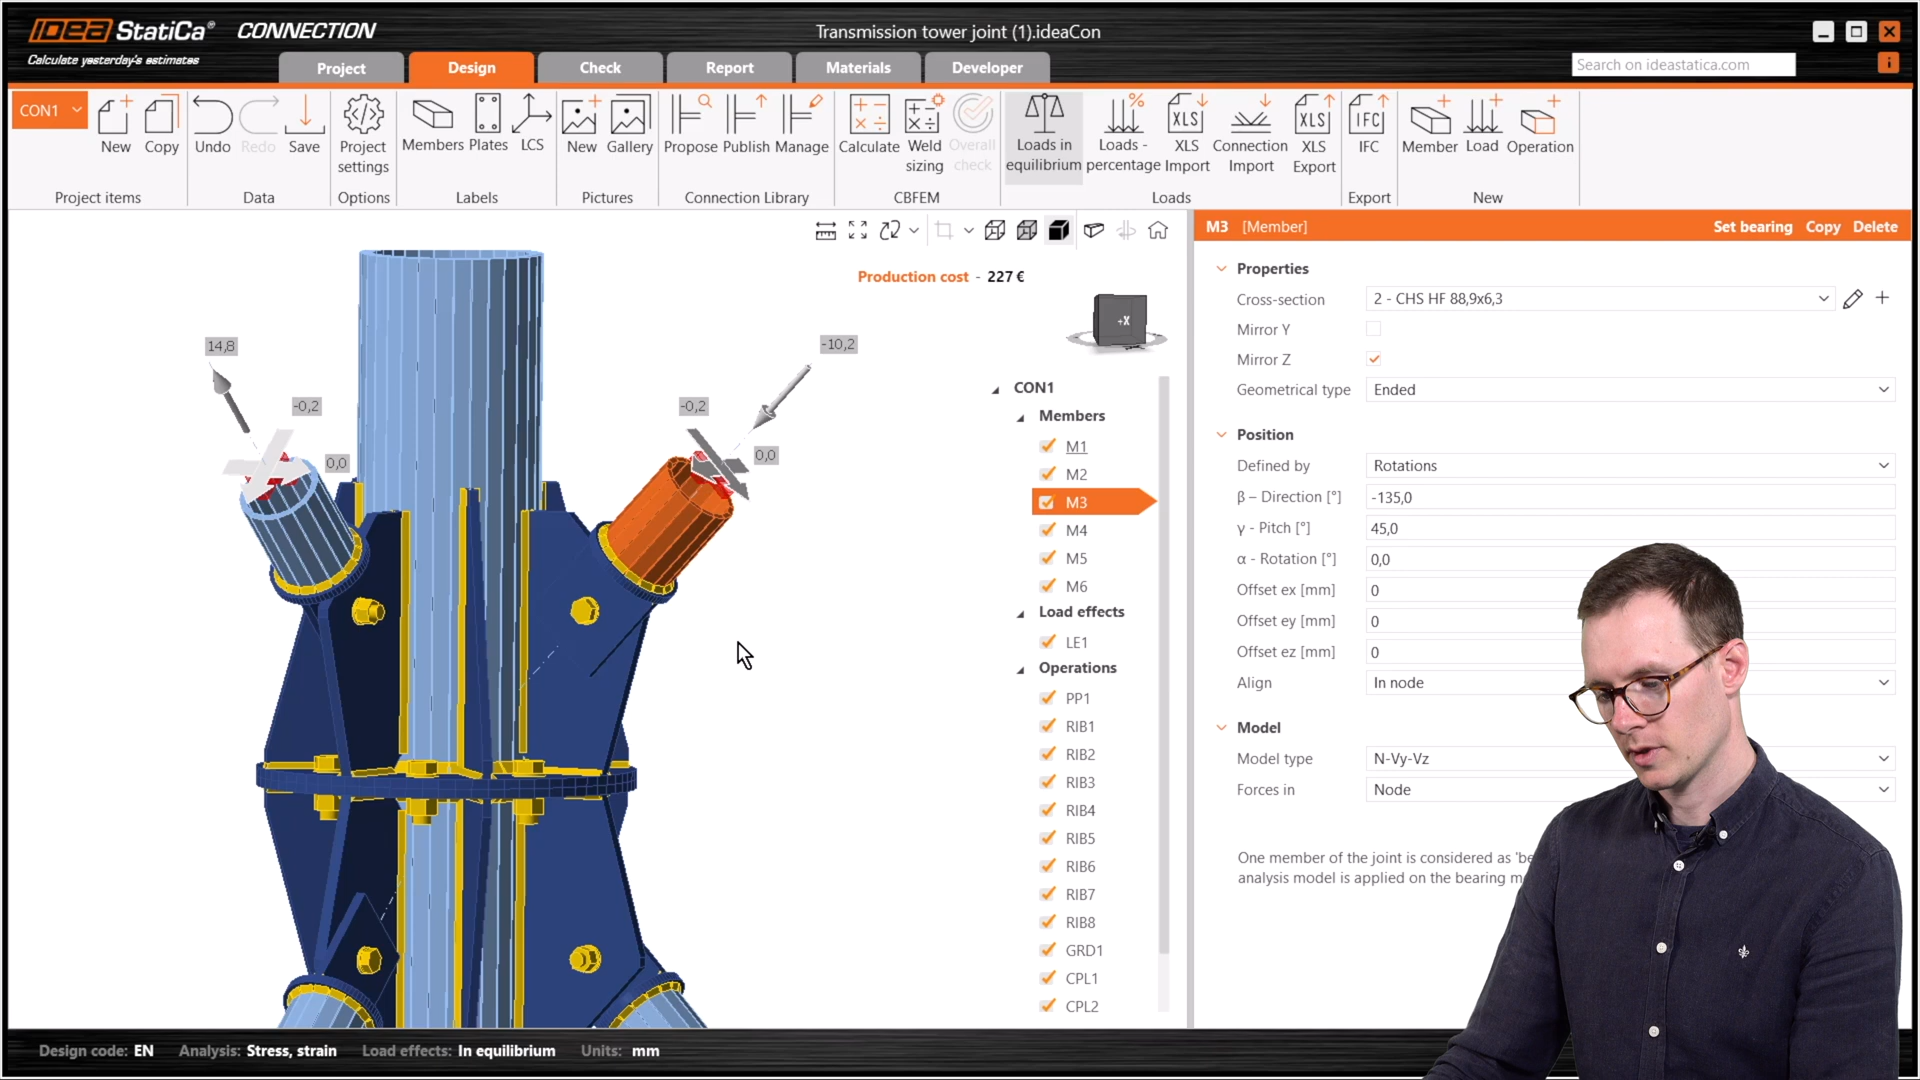 IDEA StatiCa® CONNECTION
Calculate yesterday's estimates
Transmission tower joint (1).ideaCon
Project Design Check Report Materials Developer
Search on ideastatica.com
i
CON1
New Copy Undo Redo Save Project settings Members Plates LCS New Gallery Propose Publish Manage Calculate Weld sizing Overall check Loads in equilibrium Loads - percentage XLS Import Connection Import XLS Export IFC Member Load Operation
Project items Data Options Labels Pictures Connection Library CBFEM Loads Export New
Production cost - 227 €
+X
14,8
-0,2
0,0
-10,2
-0,2
0,0
CON1
Members
M1
M2
M3
M4
M5
M6
Load effects
LE1
Operations
PP1
RIB1
RIB2
RIB3
RIB4
RIB5
RIB6
RIB7
RIB8
GRD1
CPL1
CPL2
M3 [Member] Set bearing Copy Delete
Properties
Cross-section 2 - CHS HF 88,9x6,3
Mirror Y
Mirror Z
Geometrical type Ended
Position
Defined by Rotations
β – Direction [°] -135,0
γ - Pitch [°] 45,0
α - Rotation [°] 0,0
Offset ex [mm] 0
Offset ey [mm] 0
Offset ez [mm] 0
Align In node
Model
Model type N-Vy-Vz
Forces in Node
One member of the joint is considered as 'be
analysis model is applied on the bearing m
Design code: EN Analysis: Stress, strain Load effects: In equilibrium Units: mm